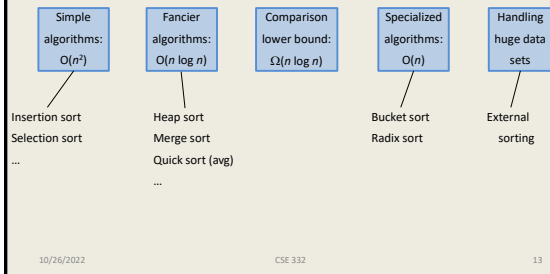 Simple
algorithms:
O(n²)
Fancier
algorithms:
O(n log n)
Comparison
lower bound:
Ω(n log n)
Specialized
algorithms:
O(n)
Handling
huge data
sets
Insertion sort
Selection sort
…
Heap sort
Merge sort
Quick sort (avg)
…
Bucket sort
Radix sort
External
sorting
10/26/2022
CSE 332
13